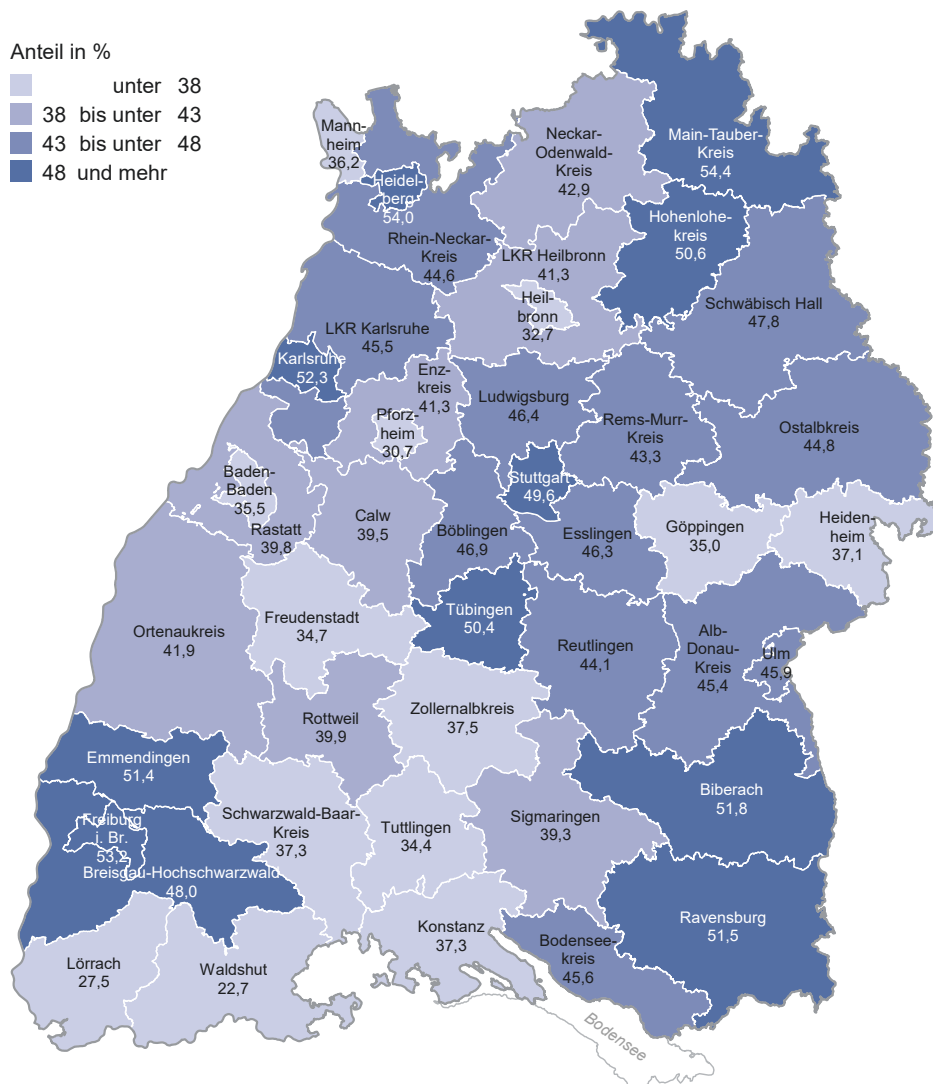 Anteil in %
unter 38
38 bis unter 43
43 bis unter 48
48 und mehr
Mann-
heim
36,2
Heidel-
berg
54,0
Rhein-Neckar-
Kreis
44,6
Neckar-
Odenwald-
Kreis
42,9
Main-Tauber-
Kreis
54,4
Hohenlohe-
kreis
50,6
LKR Heilbronn
41,3
Heil-
bronn
32,7
Schwäbisch Hall
47,8
LKR Karlsruhe
45,5
Karlsruhe
52,3
Enz-
kreis
41,3
Pforz-
heim
30,7
Ludwigsburg
46,4
Rems-Murr-
Kreis
43,3
Ostalbkreis
44,8
Baden-
Baden
35,5
Rastatt
39,8
Calw
39,5
Böblingen
46,9
Stuttgart
49,6
Esslingen
46,3
Göppingen
35,0
Heiden-
heim
37,1
Ortenaukreis
41,9
Freudenstadt
34,7
Tübingen
50,4
Reutlingen
44,1
Alb-
Donau-
Kreis
45,4
Ulm
45,9
Rottweil
39,9
Zollernalbkreis
37,5
Emmendingen
51,4
Freiburg
i. Br.
53,2
Breisgau-Hochschwarzwald
48,0
Schwarzwald-Baar-
Kreis
37,3
Tuttlingen
34,4
Sigmaringen
39,3
Biberach
51,8
Lörrach
27,5
Waldshut
22,7
Konstanz
37,3
Bodensee-
kreis
45,6
Ravensburg
51,5
Bodensee